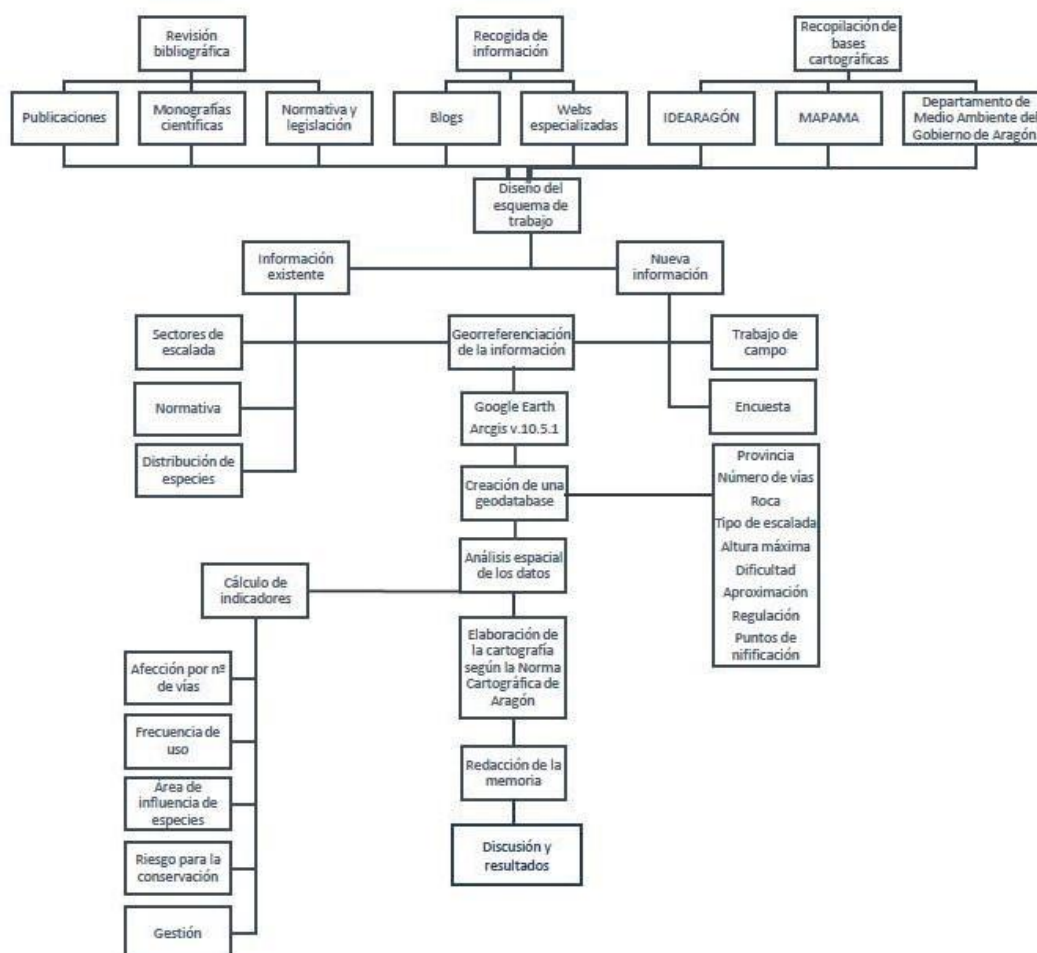 Revisión
bibliográfica
Recogida de
información
Recopilación de
bases
cartográficas
Publicaciones
Monografías
científicas
Normativa y
legislación
Blogs
Webs
especializadas
IDEARAGÓN
MAPAMA
Departamento de
Medio Ambiente del
Gobierno de Aragón
Diseño del
esquema de
trabajo
Información
existente
Nueva
información
Sectores de
escalada
Georreferenciación
de la información
Trabajo de
campo
Normativa
Google Earth
Arcgis v.10.5.1
Encuesta
Distribución de
especies
Creación de una
geodatabase
Provincia
Número de vías
Roca
Tipo de escalada
Altura máxima
Dificultad
Aproximación
Regulación
Puntos de
nifificación
Análisis espacial
de los datos
Cálculo de
indicadores
Elaboración de
la cartografía
según la Norma
Cartográfica de
Aragón
Afección por nº
de vías
Frecuencia de
uso
Área de
influencia de
especies
Riesgo para la
conservación
Gestión
Redacción de la
memoria
Discusión y
resultados